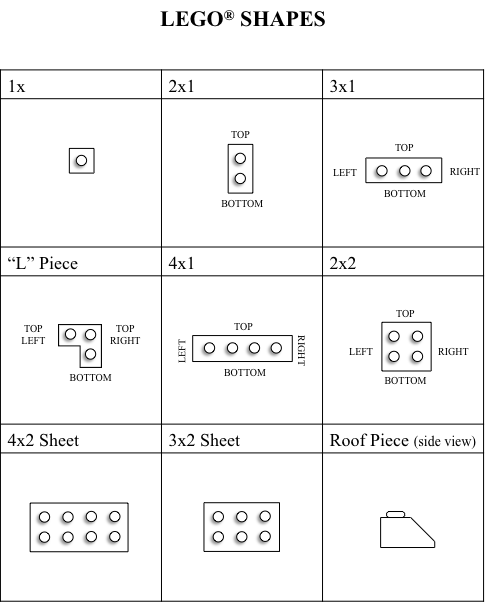 LEGO® SHAPES
1x
2x1
3x1
TOP
BOTTOM
TOP
LEFT
RIGHT
BOTTOM
“L” Piece
4x1
2x2
TOP
LEFT
TOP
RIGHT
BOTTOM
TOP
LEFT
RIGHT
BOTTOM
TOP
LEFT
RIGHT
BOTTOM
4x2 Sheet
3x2 Sheet
Roof Piece (side view)